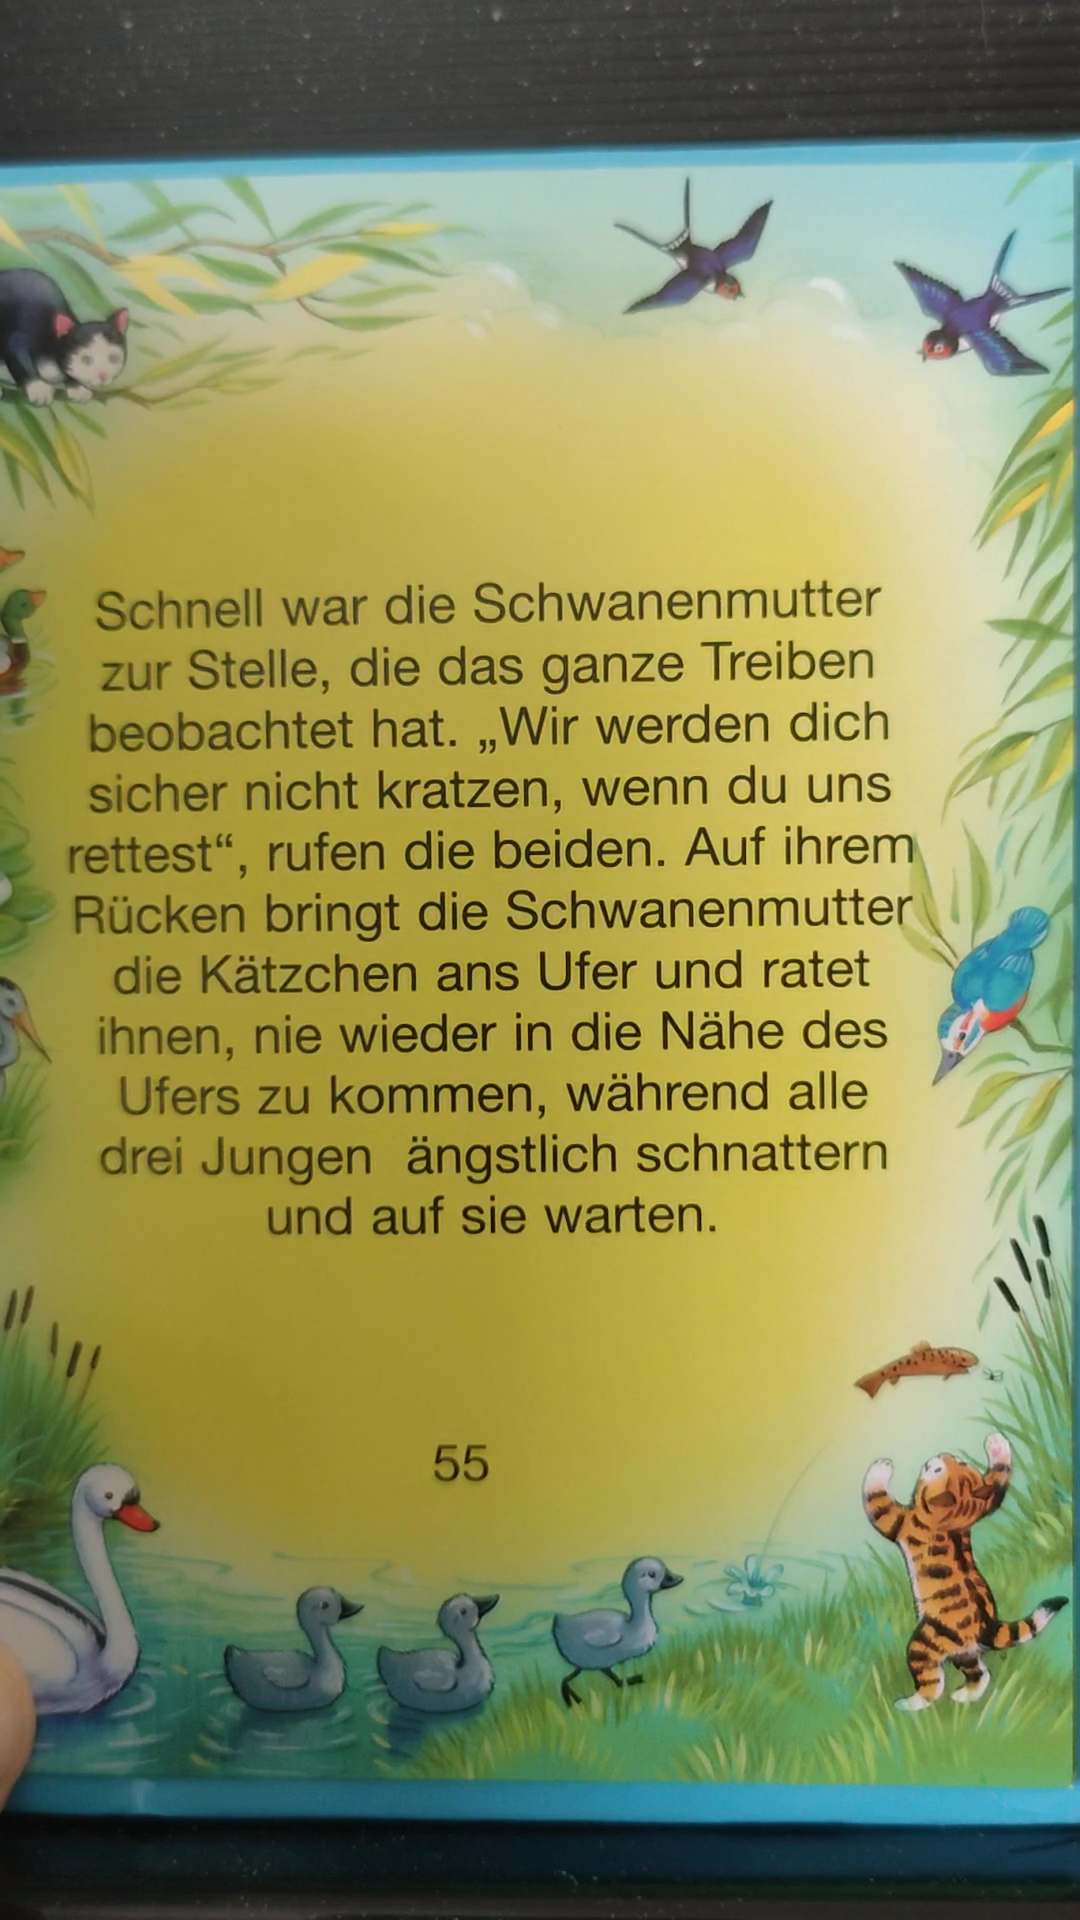 Schnell war die Schwanenmutter
zur Stelle, die das ganze Treiben
beobachtet hat. „Wir werden dich
sicher nicht kratzen, wenn du uns
rettest“, rufen die beiden. Auf ihrem
Rücken bringt die Schwanenmutter
die Kätzchen ans Ufer und ratet
ihnen, nie wieder in die Nähe des
Ufers zu kommen, während alle
drei Jungen  ängstlich schnattern
und auf sie warten.
55